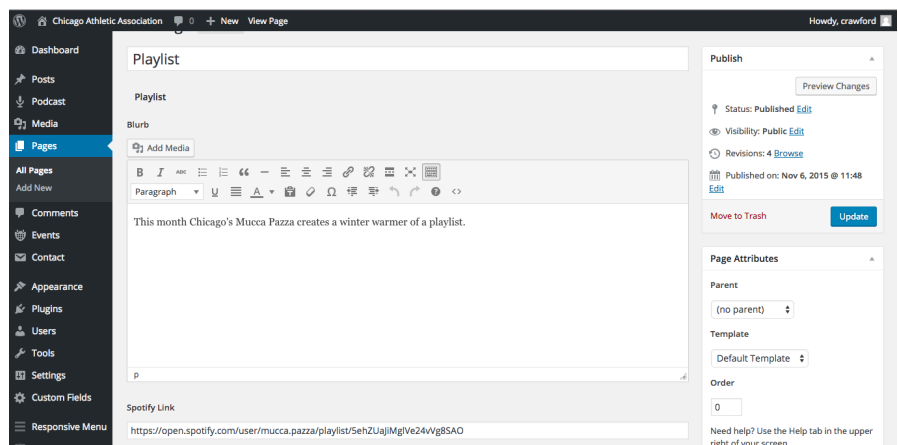 Chicago Athletic Association 0 + New View Page Howdy, crawford
Dashboard
Posts
Podcast
Media
Pages
All Pages
Add New
Comments
Events
Contact
Appearance
Plugins
Users
Tools
Settings
Custom Fields
Responsive Menu
Playlist
Playlist
Blurb
Add Media
B I ABC
Paragraph U A Ω
This month Chicago's Mucca Pazza creates a winter warmer of a playlist.
p
Spotify Link
https://open.spotify.com/user/mucca.pazza/playlist/5ehZUaJiMglVe24vVg8SAO
Publish
Preview Changes
Status: Published Edit
Visibility: Public Edit
Revisions: 4 Browse
Published on: Nov 6, 2015 @ 11:48
Edit
Move to Trash Update
Page Attributes
Parent
(no parent)
Template
Default Template
Order
0
Need help? Use the Help tab in the upper
right of your screen.